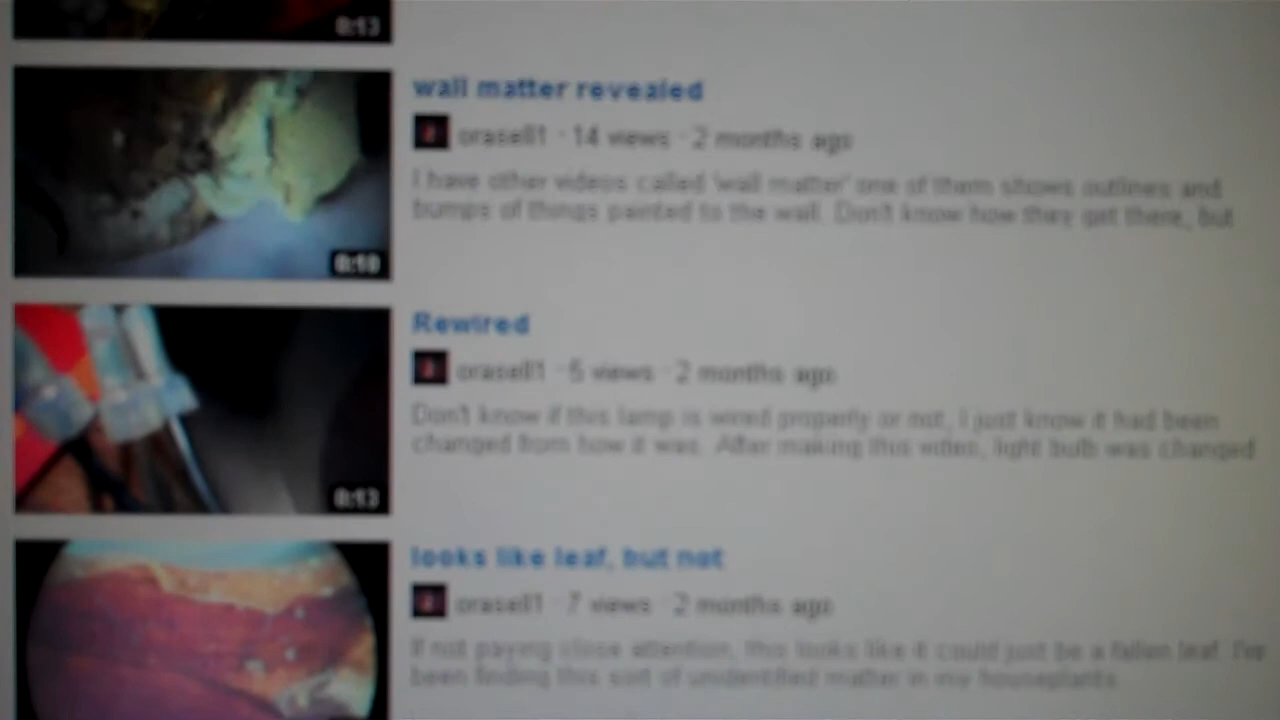 0:13
wall matter revealed
orasell1 · 14 views · 2 months ago
I have other videos called 'wall matter' one of them shows outlines and
bumps of things painted to the wall. Don't know how they get there, but
0:10
Rewired
orasell1 · 5 views · 2 months ago
Don't know if this lamp is wired properly or not, I just know it had been
changed from how it was. After making this video, light bulb was changed
0:13
looks like leaf, but not
orasell1 · 7 views · 2 months ago
If not paying close attention, this looks like it could just be a fallen leaf. I've
been finding this sort of unidentified matter in my houseplants.